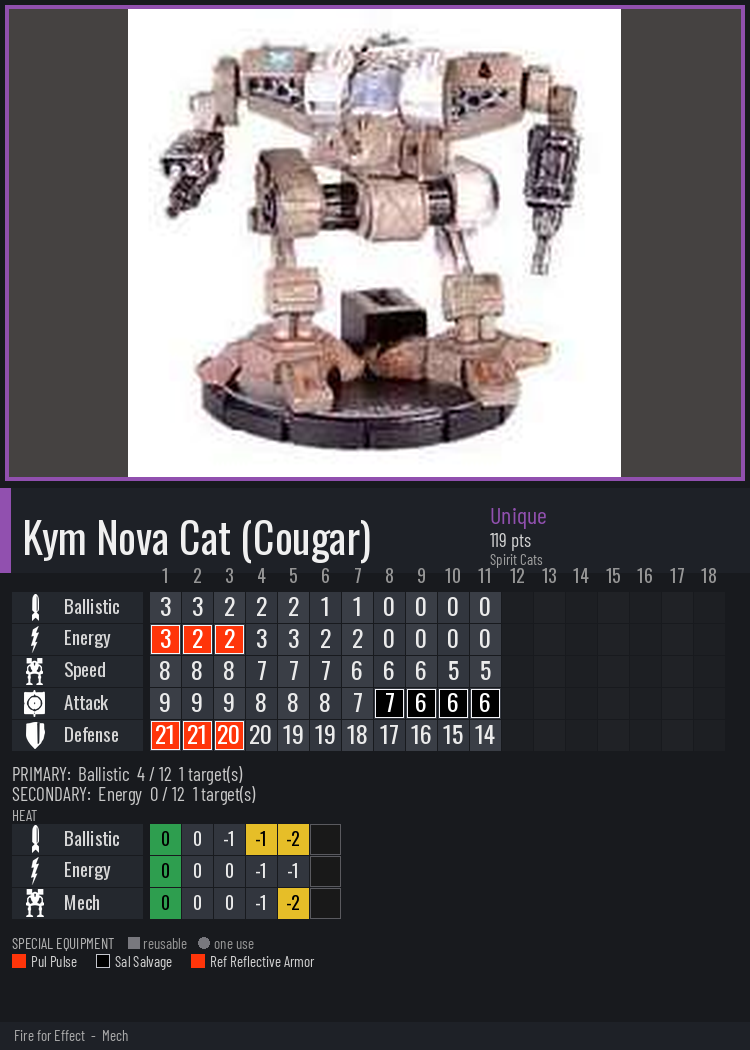 Kym Nova Cat (Cougar)
Unique
119 pts
Spirit Cats
1 2 3 4 5 6 7 8 9 10 11 12 13 14 15 16 17 18
Ballistic 3 3 2 2 2 1 1 0 0 0 0
Energy 3 2 2 3 3 2 2 0 0 0 0
Speed 8 8 8 7 7 7 6 6 6 5 5
Attack 9 9 9 8 8 8 7 7 6 6 6
Defense 21 21 20 20 19 19 18 17 16 15 14
PRIMARY: Ballistic 4 / 12 1 target(s)
SECONDARY: Energy 0 / 12 1 target(s)
HEAT
Ballistic 0 0 -1 -1 -2
Energy 0 0 0 -1 -1
Mech 0 0 0 -1 -2
SPECIAL EQUIPMENT reusable one use
Pul Pulse Sal Salvage Ref Reflective Armor
Fire for Effect - Mech